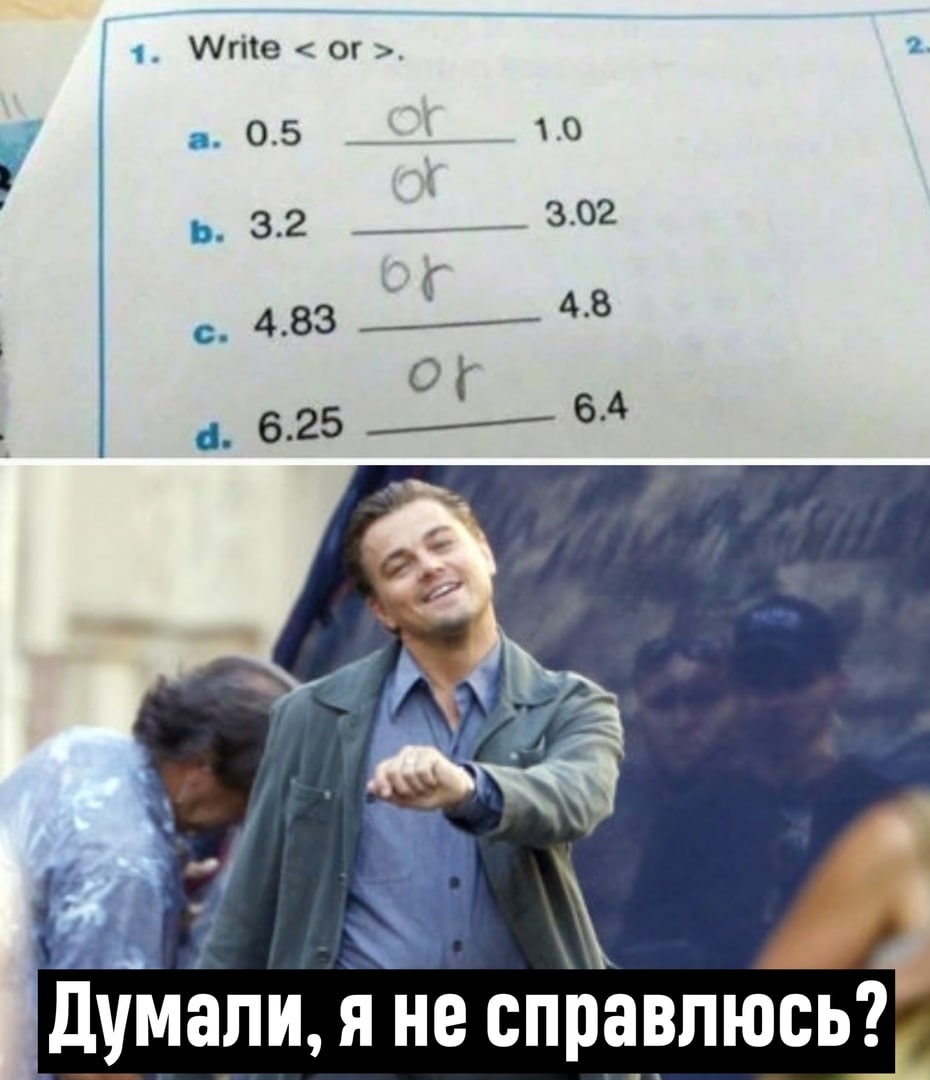 1. Write < or >.
2.
a. 0.5 or 1.0
b. 3.2 or 3.02
c. 4.83 or 4.8
d. 6.25 or 6.4
Думали, я не справлюсь?